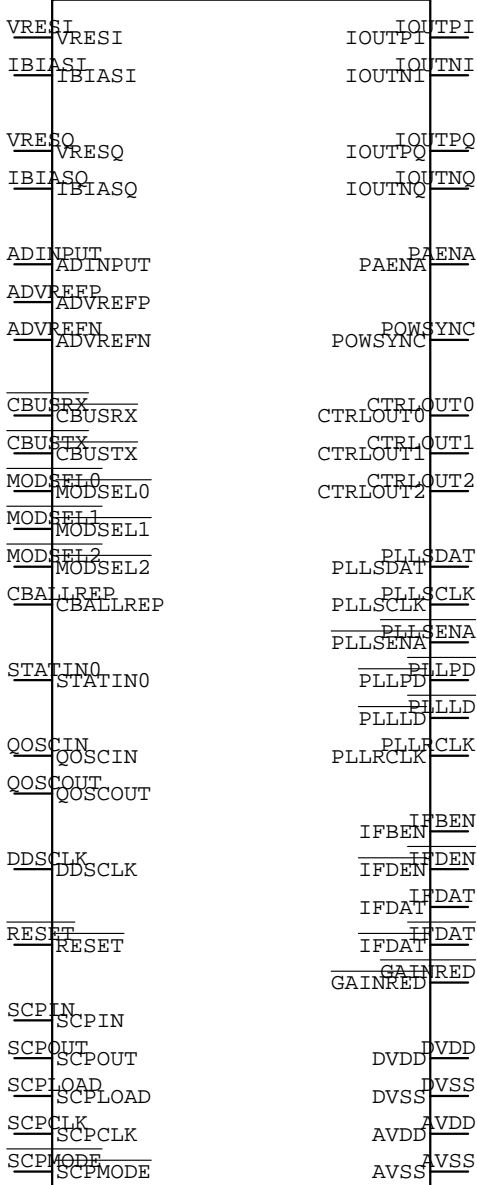 VRESI IOUTPI
VRESI IOUTPI
IBIASI IOUTNI
IBIASI IOUTNI
VRESQ IOUTPQ
VRESQ IOUTPQ
IBIASQ IOUTNQ
IBIASQ IOUTNQ
ADINPUT PAENA
ADINPUT PAENA
ADVREFP
ADVREFP
ADVREFN POWSYNC
ADVREFN POWSYNC
CBUSRX CTRLOUT0
CBUSRX CTRLOUT0
CBUSTX CTRLOUT1
CBUSTX CTRLOUT1
MODSEL0 CTRLOUT2
MODSEL0 CTRLOUT2
MODSEL1
MODSEL1
MODSEL2 PLLSDAT
MODSEL2 PLLSDAT
CBALLREP PLLSCLK
CBALLREP PLLSCLK
PLLSENA
PLLSENA
STATIN0 PLLPD
STATIN0 PLLPD
PLLLD
PLLLD
QOSCIN PLLRCLK
QOSCIN PLLRCLK
QOSCOUT
QOSCOUT
IFBEN
IFBEN
DDSCLK IFDEN
DDSCLK IFDEN
IFDAT
IFDAT
RESET IFDAT
RESET IFDAT
GAINRED
GAINRED
SCPIN
SCPIN
SCPOUT DVDD
SCPOUT DVDD
SCPLOAD DVSS
SCPLOAD DVSS
SCPCLK AVDD
SCPCLK AVDD
SCPMODE AVSS
SCPMODE AVSS